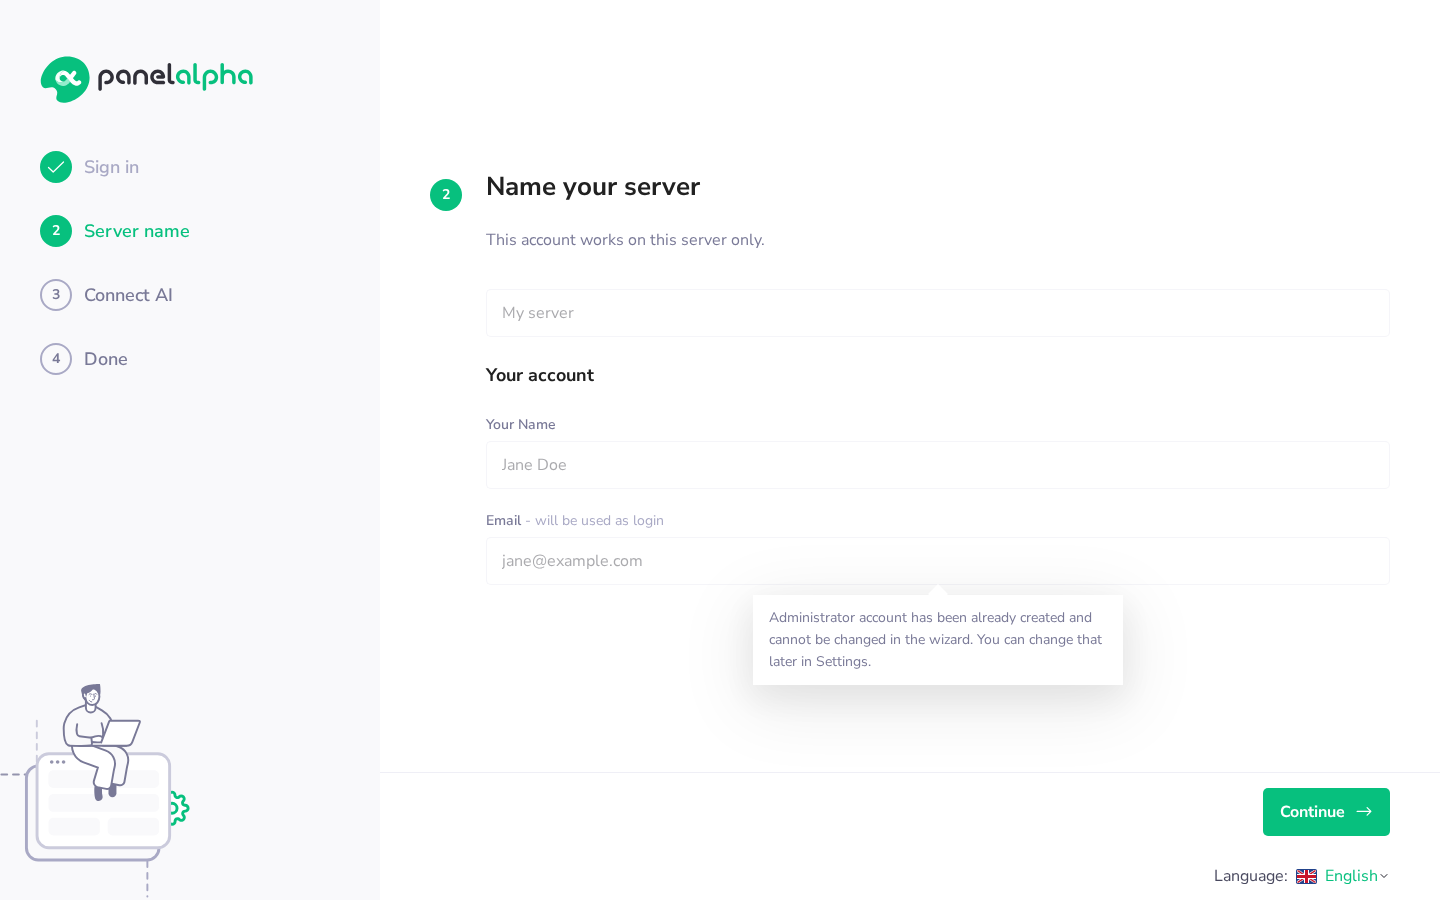 panelalpha
Sign in
2 Server name
3 Connect AI
4 Done
2 Name your server
This account works on this server only.
My server
Your account
Your Name
Jane Doe
Email - will be used as login
jane@example.com
Administrator account has been already created and
cannot be changed in the wizard. You can change that
later in Settings.
Continue
Language: English